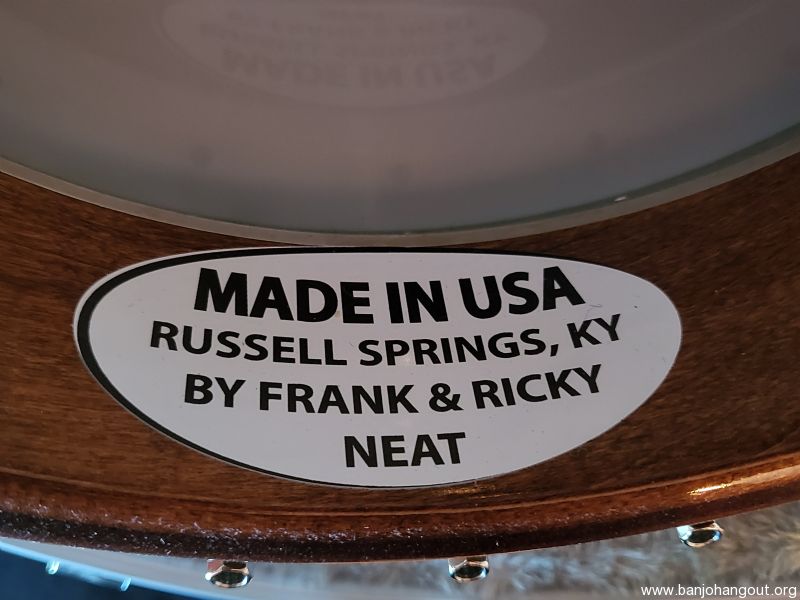 MADE IN USA
RUSSELL SPRINGS, KY
BY FRANK & RICKY
NEAT
www.banjohangout.org